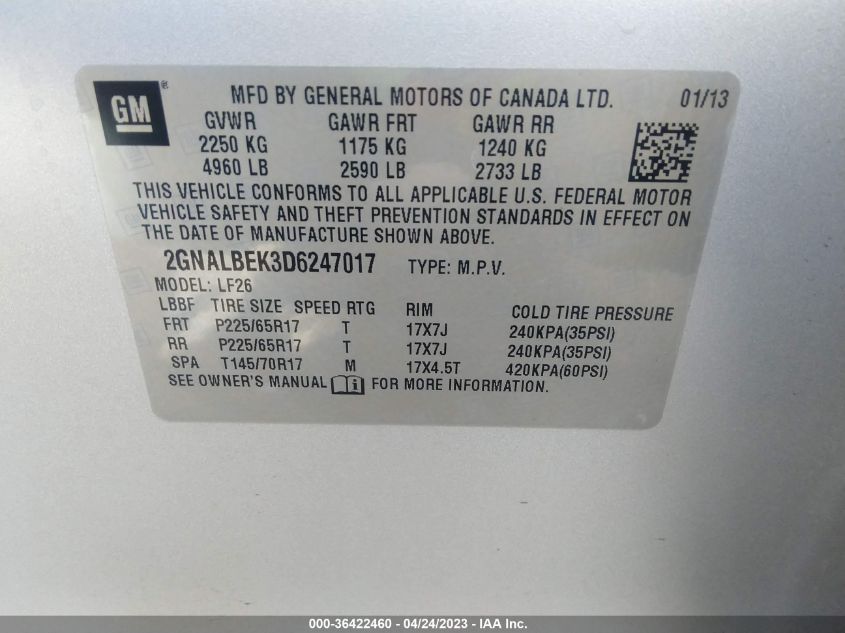 GM ® MFD BY GENERAL MOTORS OF CANADA LTD. 01/13
GVWR GAWR FRT GAWR RR
2250 KG 1175 KG 1240 KG
4960 LB 2590 LB 2733 LB
THIS VEHICLE CONFORMS TO ALL APPLICABLE U.S. FEDERAL MOTOR
VEHICLE SAFETY AND THEFT PREVENTION STANDARDS IN EFFECT ON
THE DATE OF MANUFACTURE SHOWN ABOVE.
2GNALBEK3D6247017 TYPE: M.P.V.
MODEL: LF26
LBBF TIRE SIZE SPEED RTG RIM COLD TIRE PRESSURE
FRT P225/65R17 T 17X7J 240KPA(35PSI)
RR P225/65R17 T 17X7J 240KPA(35PSI)
SPA T145/70R17 M 17X4.5T 420KPA(60PSI)
SEE OWNER'S MANUAL i FOR MORE INFORMATION.
000-36422460 - 04/24/2023 - IAA Inc.